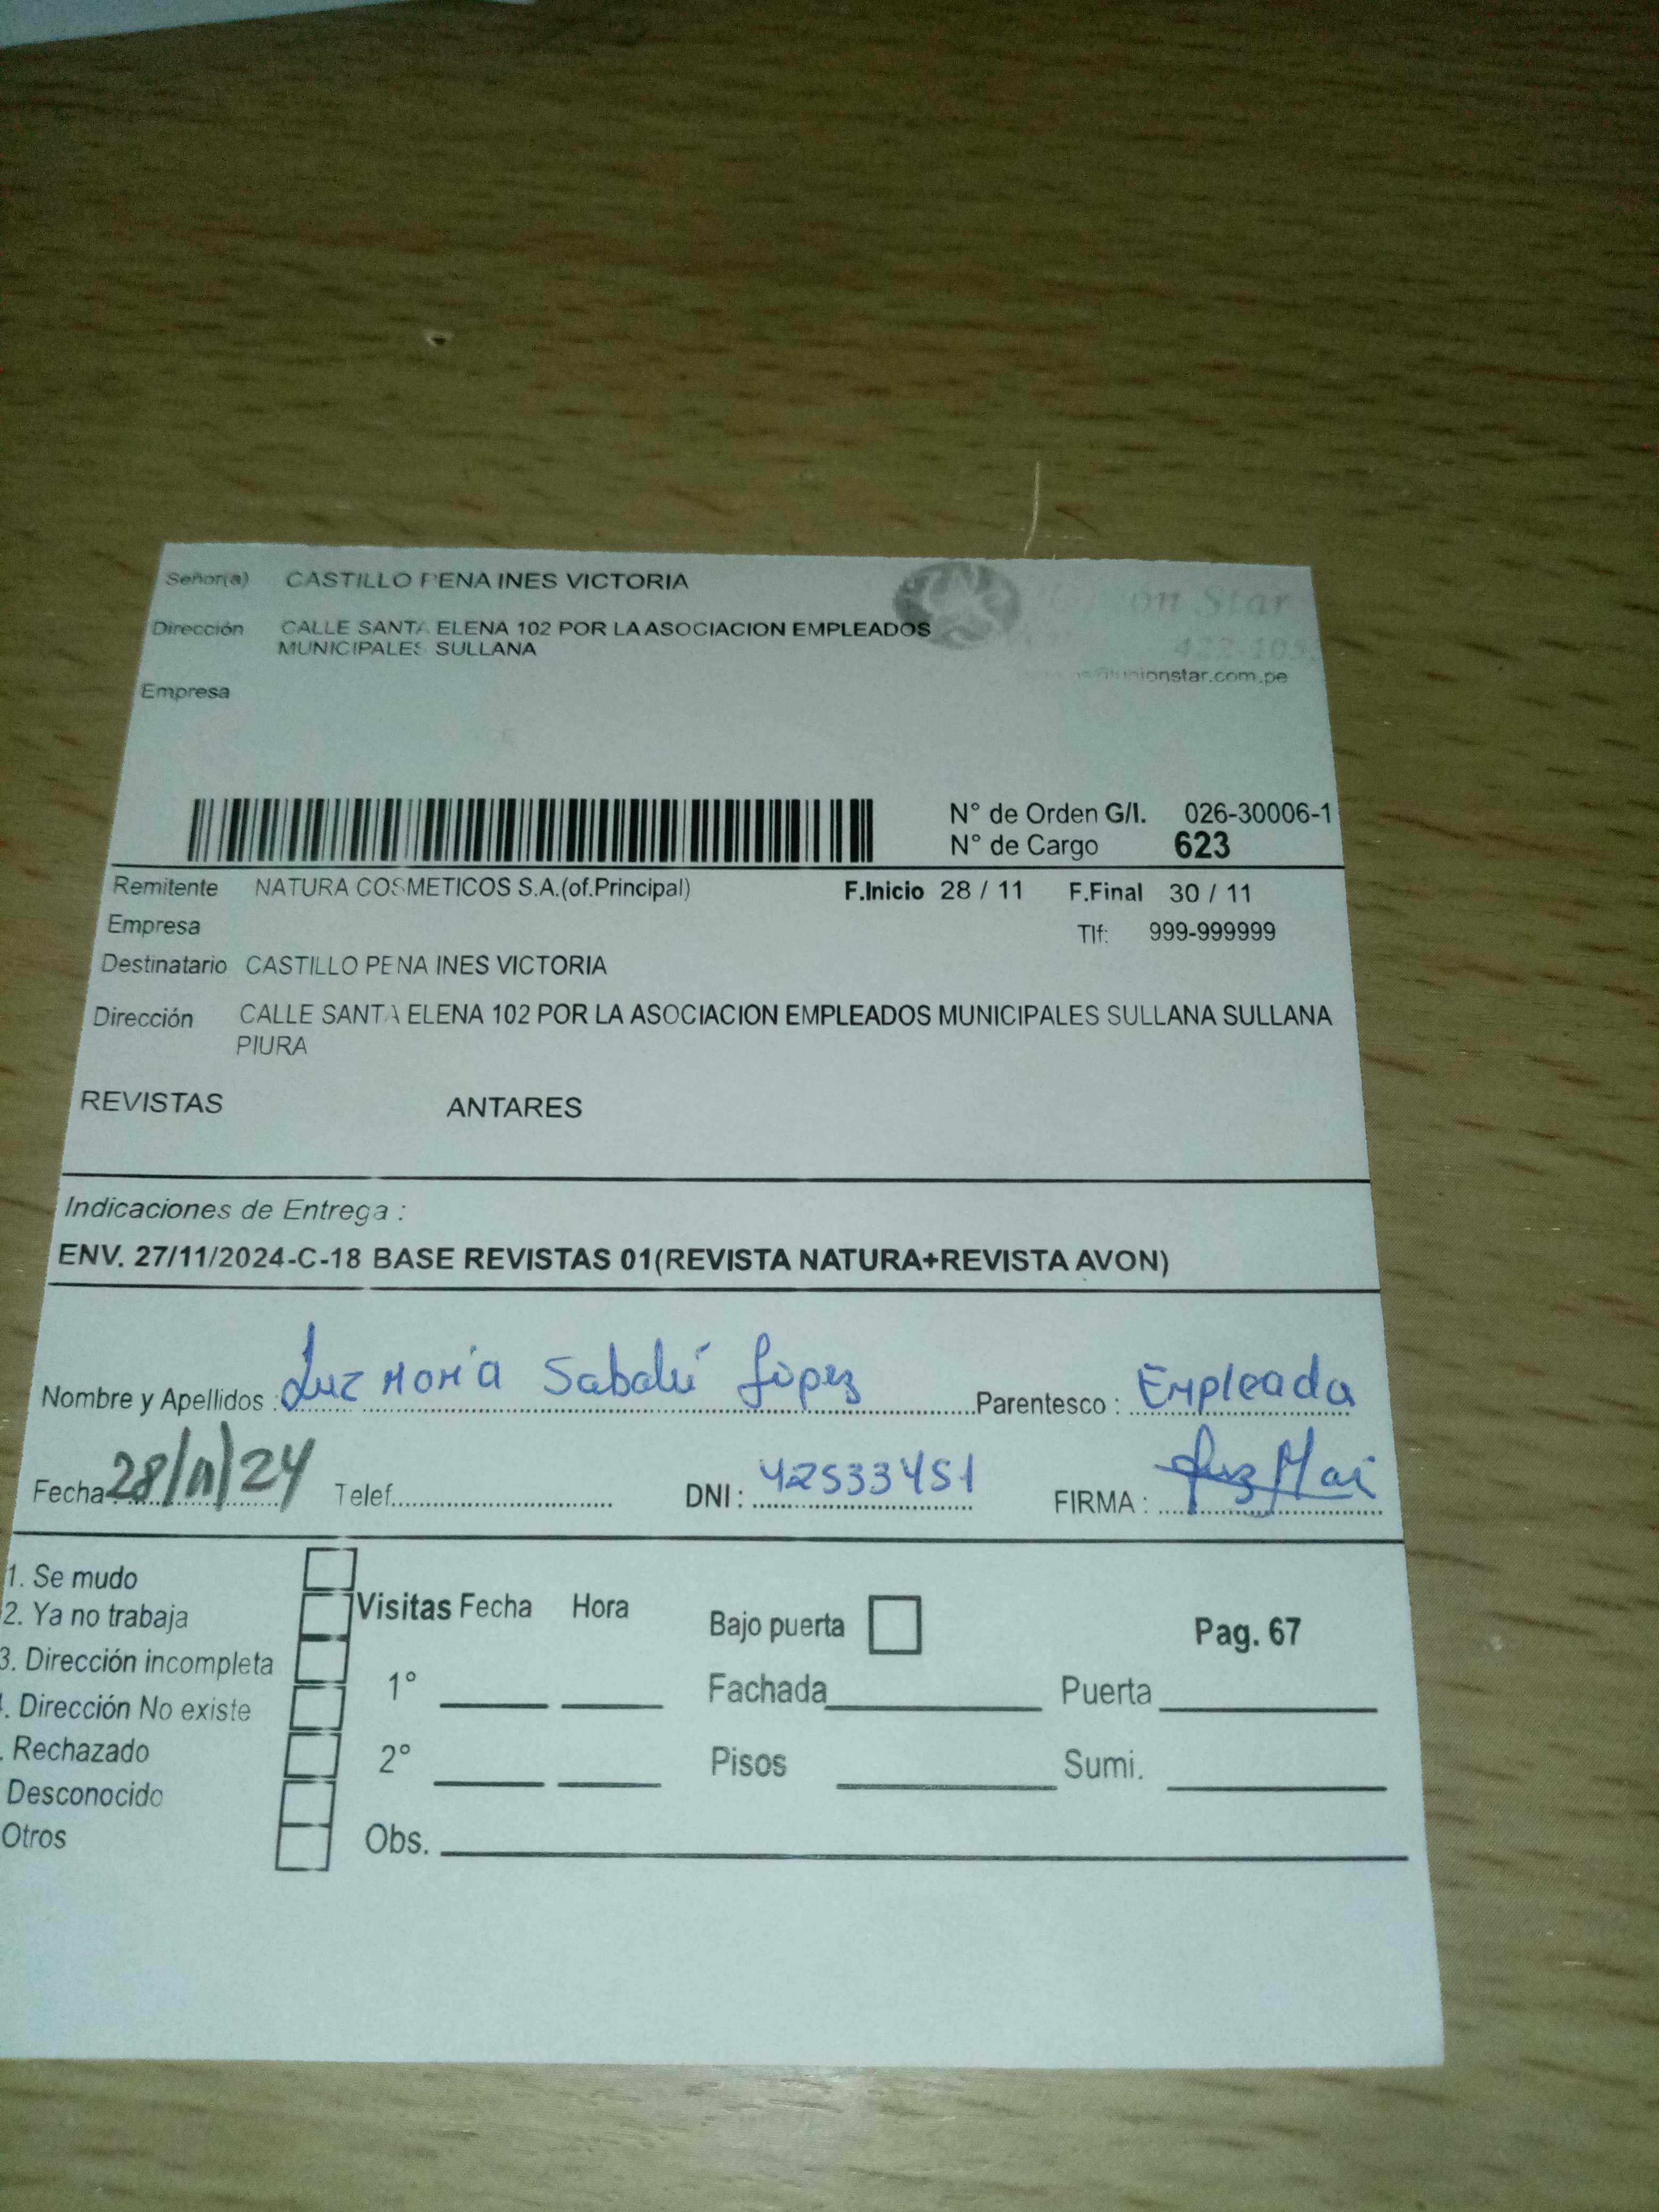 Señor(a) CASTILLO PENA INES VICTORIA
Dirección CALLE SANTA ELENA 102 POR LA ASOCIACION EMPLEADOS
MUNICIPALES SULLANA
ion Star
422-105
unionstar.com.pe
Empresa
N° de Orden G/I. 026-30006-1
N° de Cargo 623
Remitente NATURA COSMETICOS S.A.(of.Principal) F.Inicio 28 / 11 F.Final 30 / 11
Empresa Tlf: 999-999999
Destinatario CASTILLO PENA INES VICTORIA
Dirección CALLE SANTA ELENA 102 POR LA ASOCIACION EMPLEADOS MUNICIPALES SULLANA SULLANA
PIURA
REVISTAS ANTARES
Indicaciones de Entrega :
ENV. 27/11/2024-C-18 BASE REVISTAS 01(REVISTA NATURA+REVISTA AVON)
Nombre y Apellidos : Luz María Sabalú López Parentesco : Empleada
Fecha : 28/11/24 Telef. DNI : 42533451 FIRMA : Luz Mar
1. Se mudo
2. Ya no trabaja Visitas Fecha Hora Bajo puerta Pag. 67
3. Dirección incompleta
1° Fachada Puerta
. Dirección No existe
. Rechazado 2° Pisos Sumi.
Desconocido
Otros Obs.